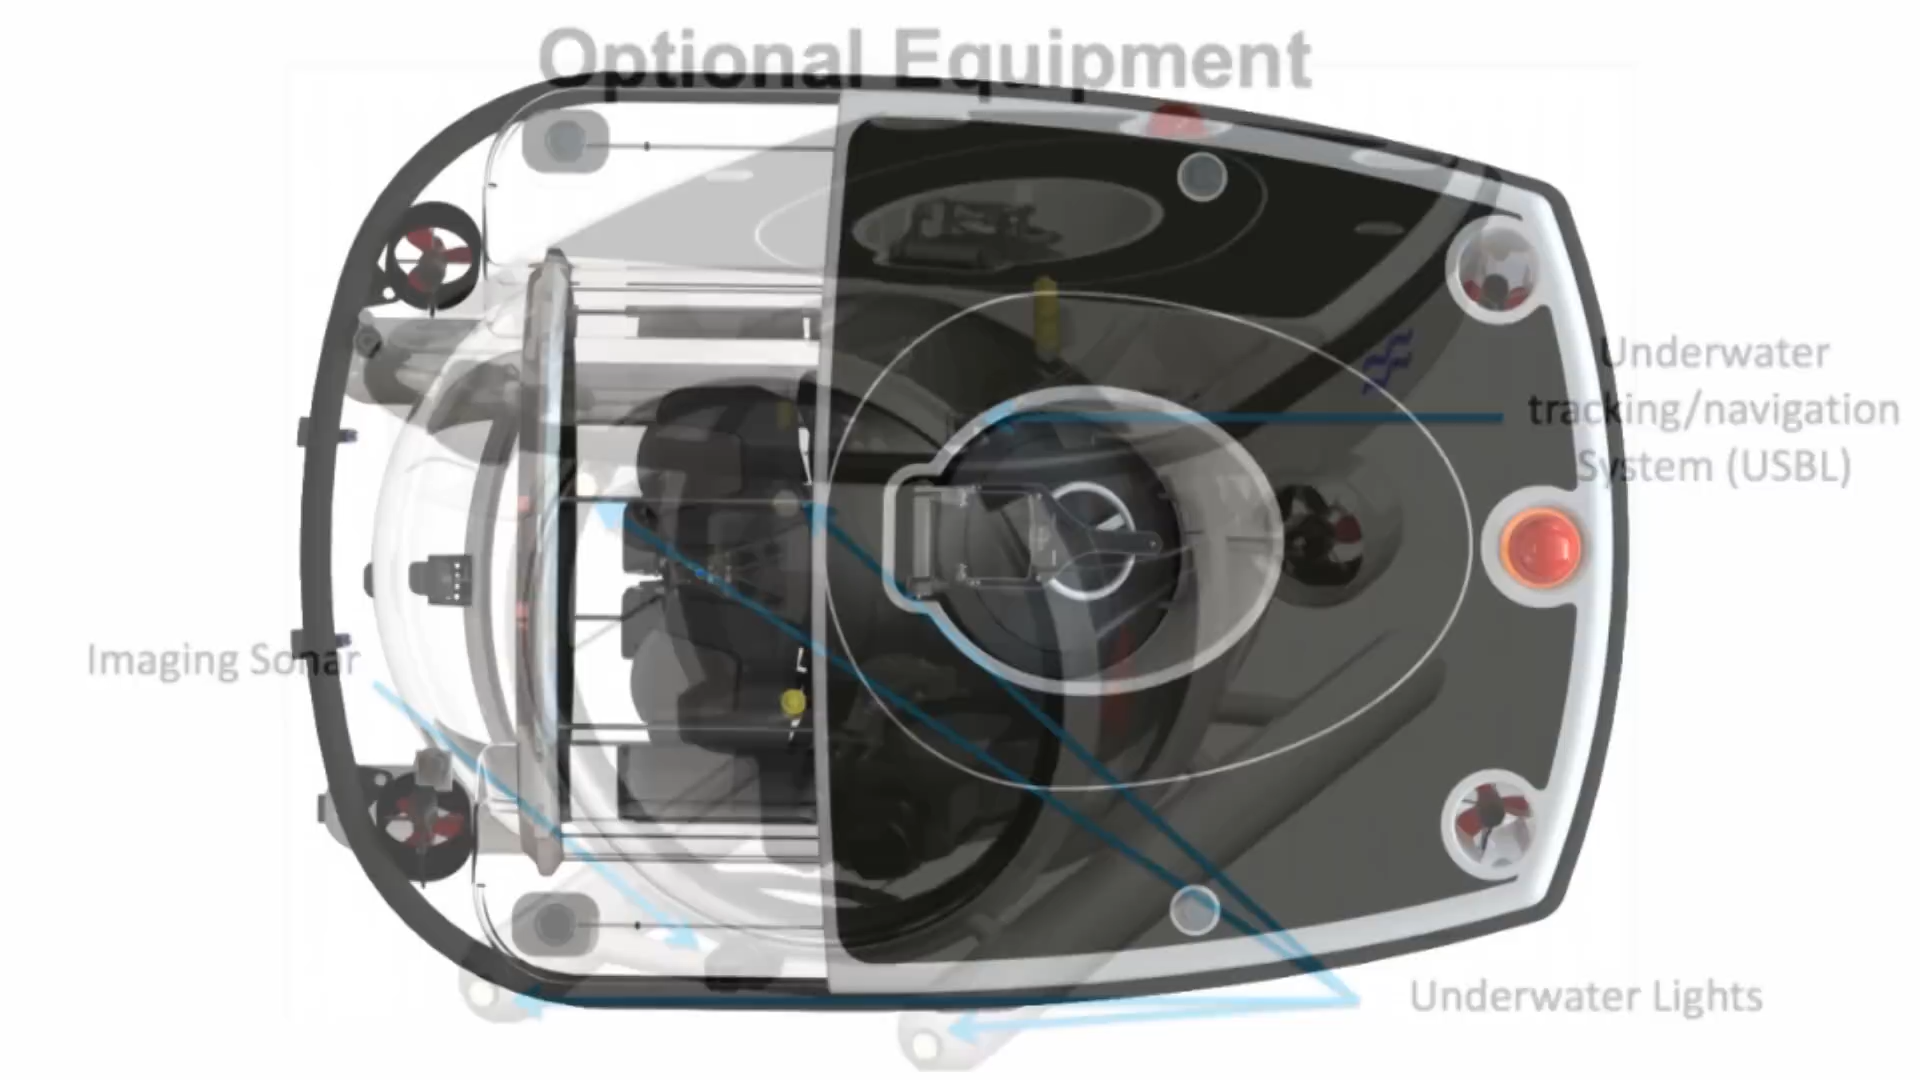 Optional Equipment
Underwater
tracking/navigation
System (USBL)
Imaging Sonar
Underwater Lights